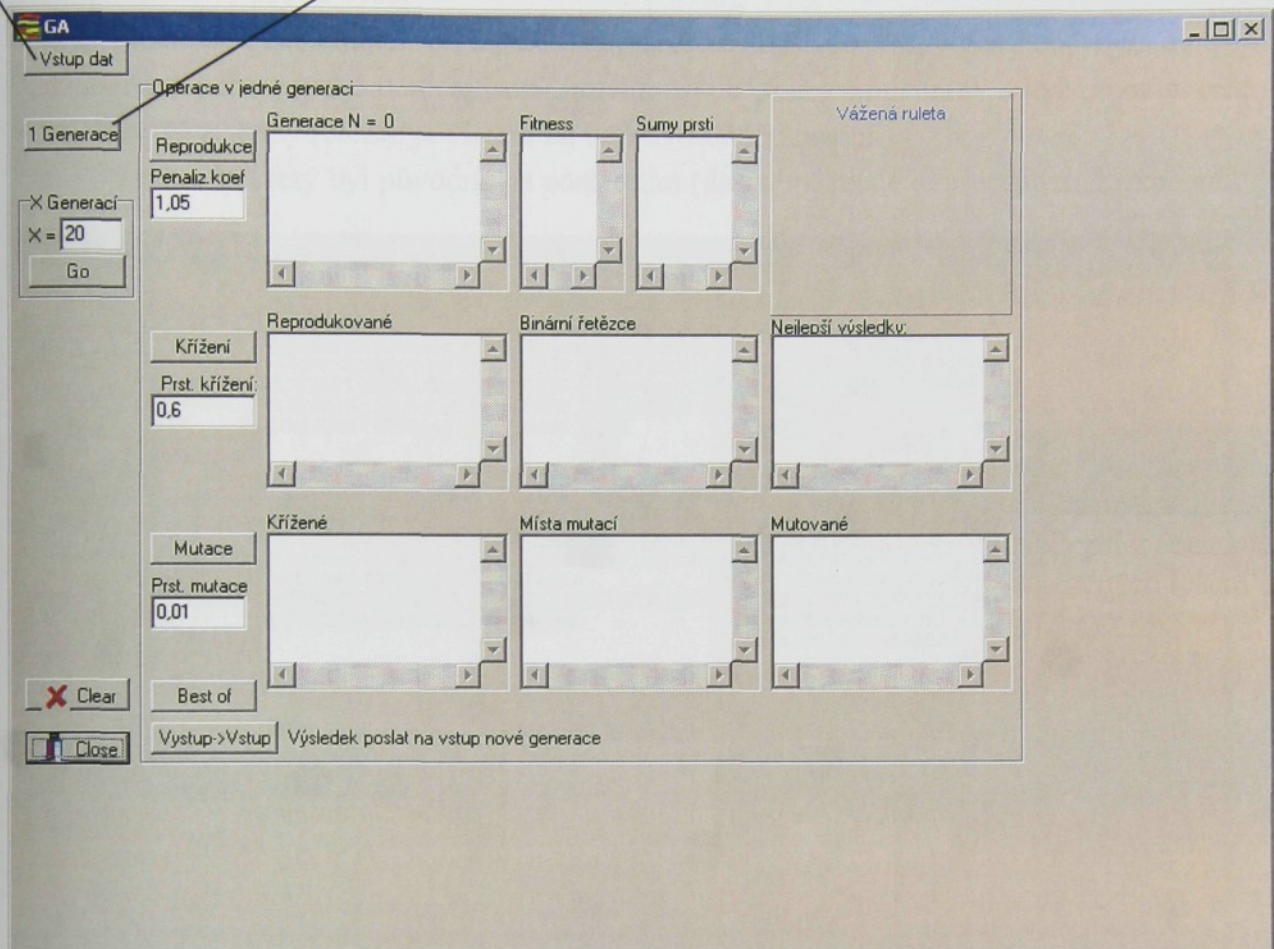 GA
Vstup dat
Operace v jedné generaci
1 Generace
Generace N = 0
Fitness
Sumy prsti
Vážená ruleta
Reprodukce
Penaliz.koef
1,05
X Generací
X = 20
Go
Reprodukované
Binární řetězce
Nejlepší výsledky:
Křížení
Prst. křížení:
0,6
Křížené
Místa mutací
Mutované
Mutace
Prst. mutace
0,01
Clear
Best of
Close
Vystup->Vstup
Výsledek poslat na vstup nové generace